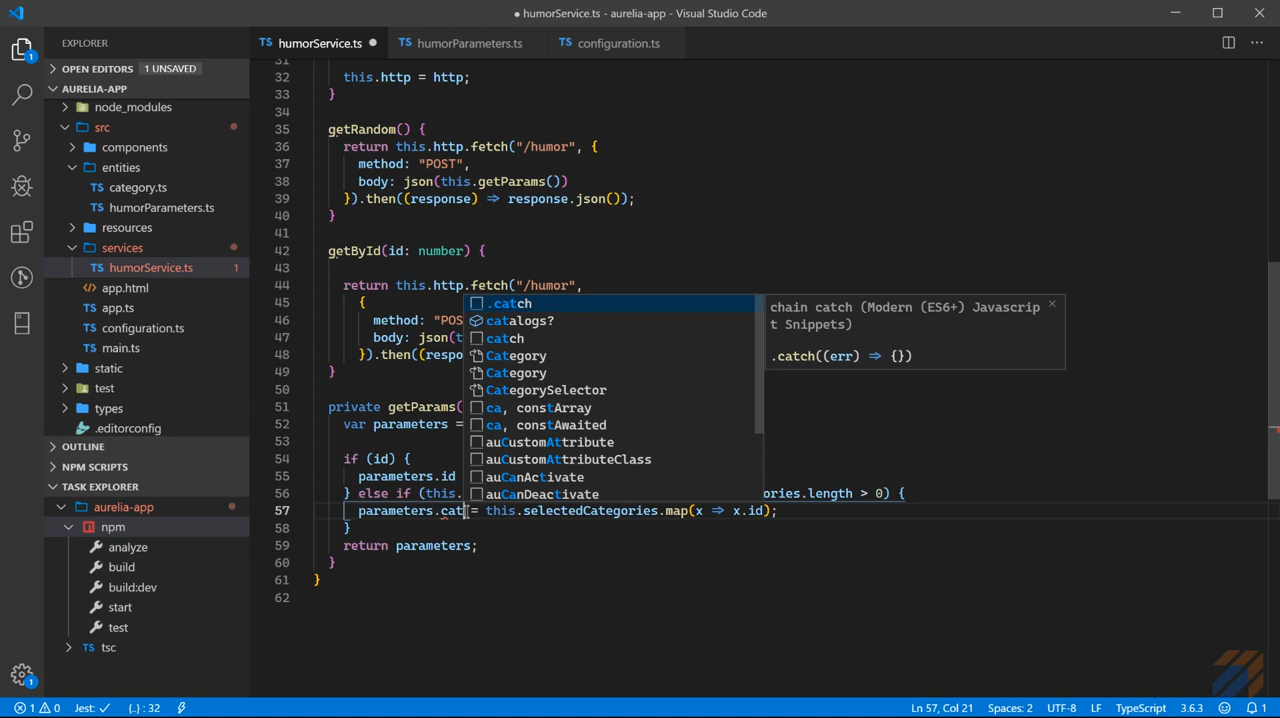 ● humorService.ts - aurelia-app - Visual Studio Code
EXPLORER
OPEN EDITORS 1 UNSAVED
AURELIA-APP
node_modules
src
components
entities
TS category.ts
TS humorParameters.ts
resources
services
TS humorService.ts 1
app.html
TS app.ts
TS configuration.ts
TS main.ts
static
test
types
.editorconfig
OUTLINE
NPM SCRIPTS
TASK EXPLORER
aurelia-app
npm
analyze
build
build:dev
start
test
TS tsc
TS humorService.ts ●
TS humorParameters.ts
TS configuration.ts
31
32 this.http = http;
33 }
34
35 getRandom() {
36 return this.http.fetch("/humor", {
37 method: "POST",
38 body: json(this.getParams())
39 }).then((response) => response.json());
40 }
41
42 getById(id: number) {
43
44 return this.http.fetch("/humor",
45 {
46 method: "POS
47 body: json(t
48 }).then((respo
49 }
50
51 private getParams(
52 var parameters =
53
54 if (id) {
55 parameters.id
56 } else if (this. ries.length > 0) {
57 parameters.cat = this.selectedCategories.map(x => x.id);
58 }
59 return parameters;
60 }
61 }
62
.catch
catalogs?
catch
Category
Category
CategorySelector
ca, constArray
ca, constAwaited
auCustomAttribute
auCustomAttributeClass
auCanActivate
auCanDeactivate
chain catch (Modern (ES6+) Javascrip
t Snippets)
.catch((err) => {})
1 0 Jest: ✓ {..} : 32
Ln 57, Col 21 Spaces: 2 UTF-8 LF TypeScript 3.6.3 1